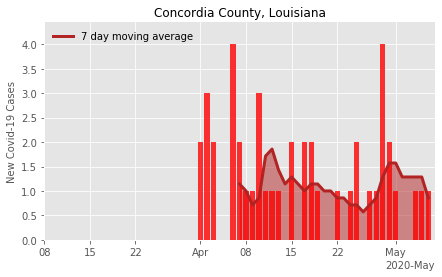 Concordia County, Louisiana
7 day moving average
New Covid-19 Cases
4.0
3.5
3.0
2.5
2.0
1.5
1.0
0.5
0.0
08 15 22 Apr 08 15 22 May
2020-May